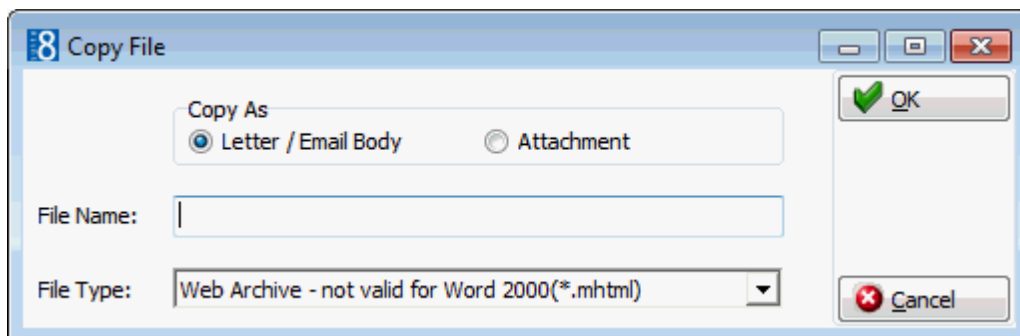 8 Copy File
Copy As
OK
Letter / Email Body Attachment
File Name:
File Type: Web Archive - not valid for Word 2000(*.mhtml)
Cancel